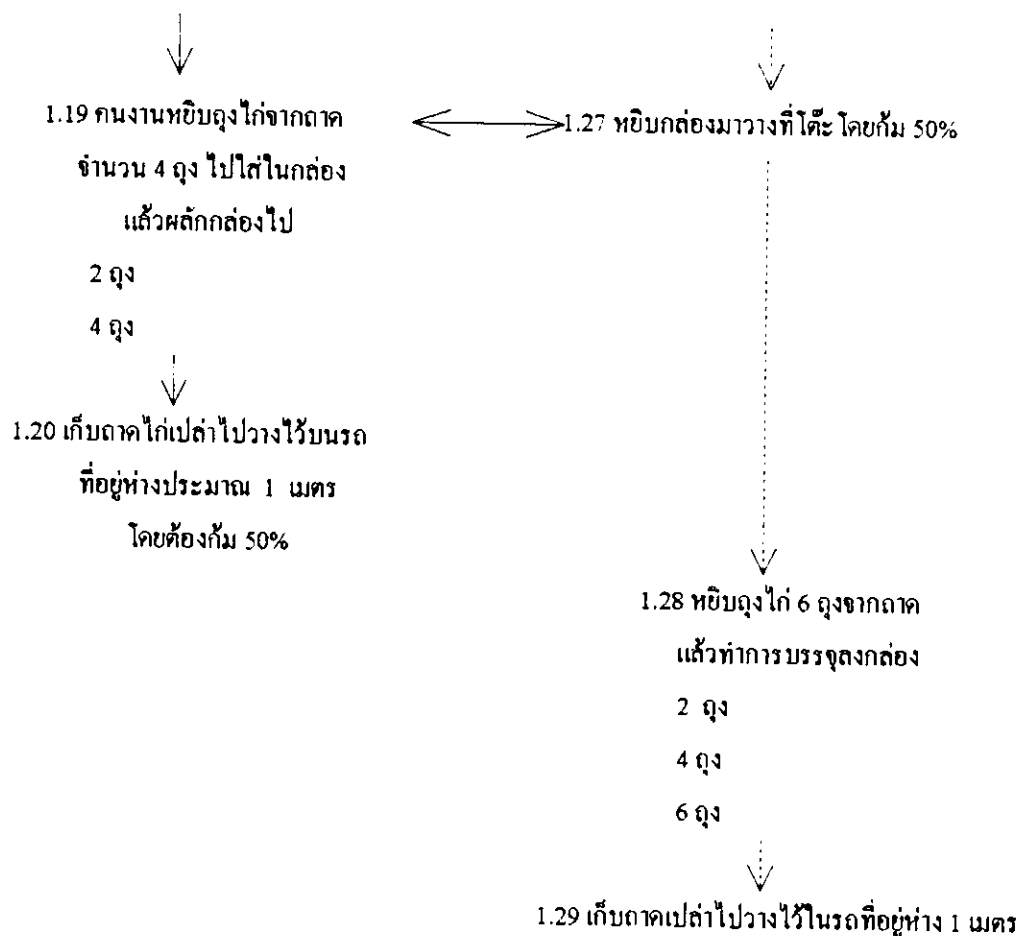 1.19 คนงานหยิบถุงไก่จากถาด
จำนวน 4 ถุง ไปใส่ในกล่อง
แล้วผลักกล่องไป
2 ถุง
4 ถุง
1.20 เก็บถาดไก่เปล่าไปวางไว้บนรถ
ที่อยู่ห่างประมาณ 1 เมตร
โดยต้องก้ม 50%
1.27 หยิบกล่องมาวางที่โต๊ะ โดยก้ม 50%
1.28 หยิบถุงไก่ 6 ถุงจากถาด
แล้วทำการบรรจุลงกล่อง
2 ถุง
4 ถุง
6 ถุง
1.29 เก็บถาดเปล่าไปวางไว้ในรถที่อยู่ห่าง 1 เมตร